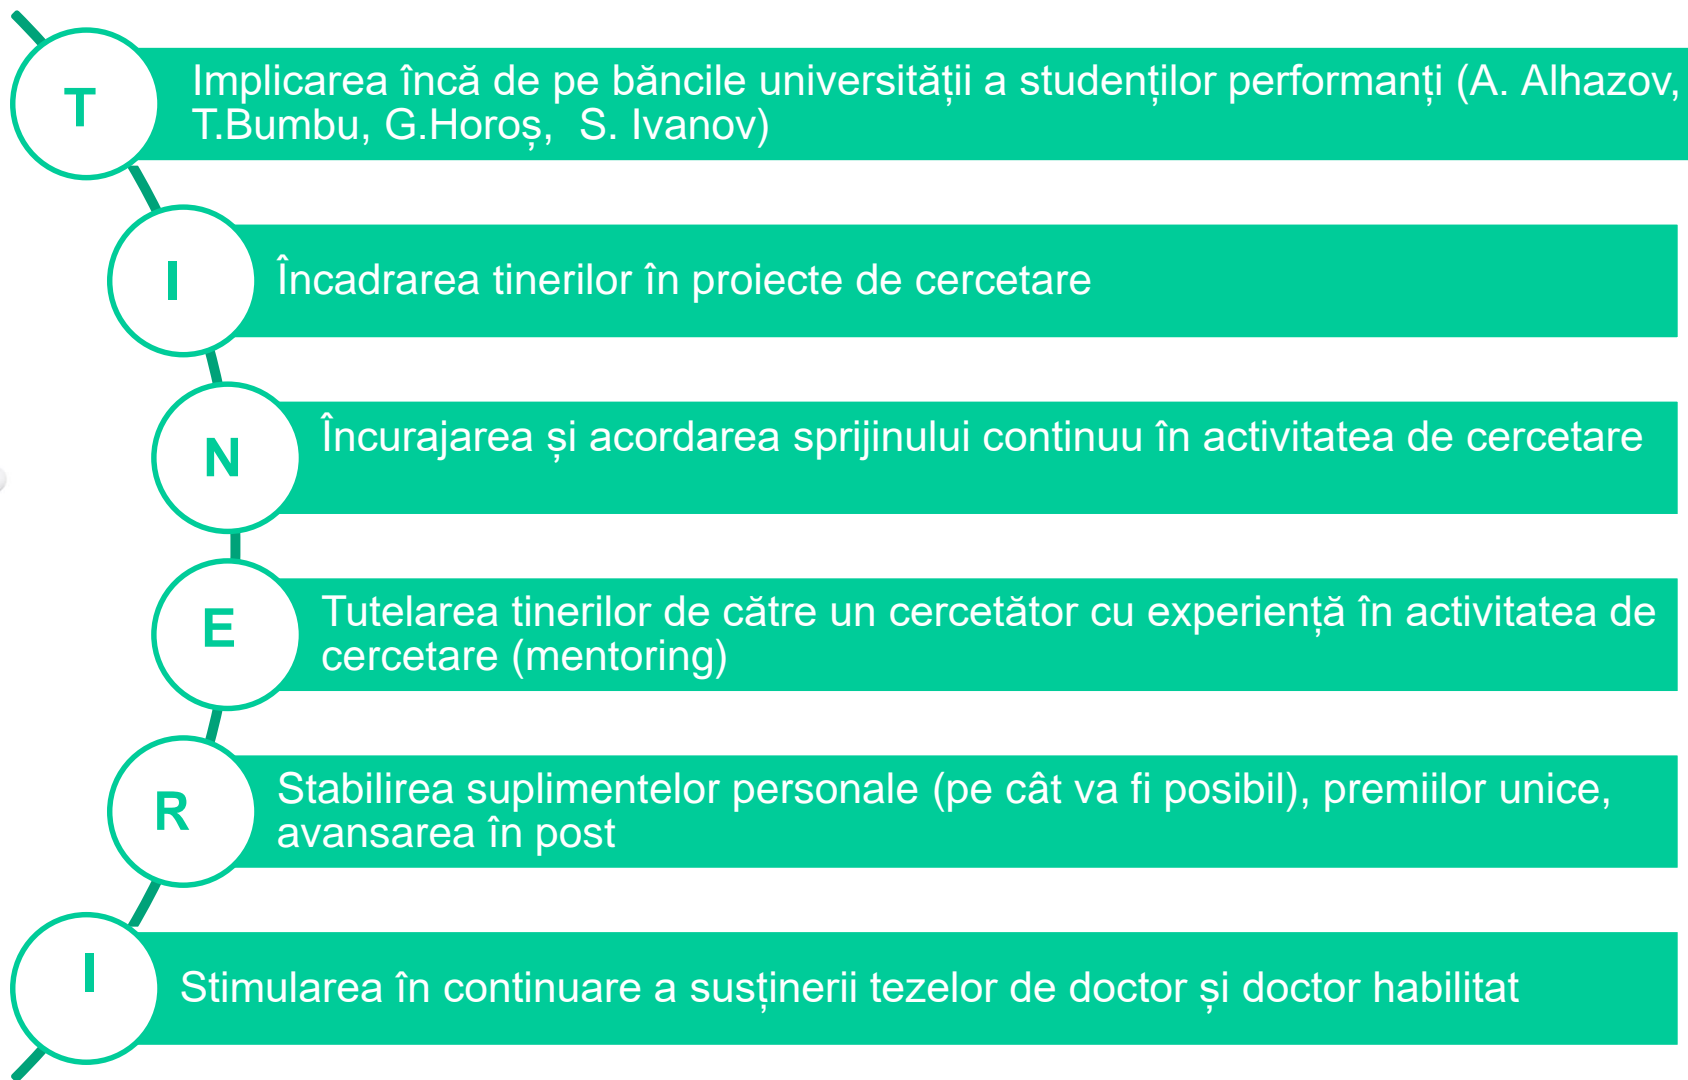 T
Implicarea încă de pe băncile universității a studenților performanți (A. Alhazov,
T.Bumbu, G.Horoș, S. Ivanov)
I
Încadrarea tinerilor în proiecte de cercetare
N
Încurajarea și acordarea sprijinului continuu în activitatea de cercetare
E
Tutelarea tinerilor de către un cercetător cu experiență în activitatea de
cercetare (mentoring)
R
Stabilirea suplimentelor personale (pe cât va fi posibil), premiilor unice,
avansarea în post
I
Stimularea în continuare a susținerii tezelor de doctor și doctor habilitat